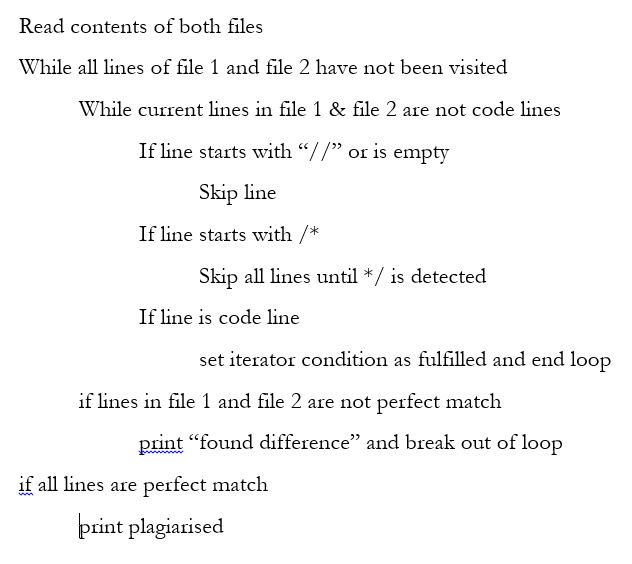 Read contents of both files
While all lines of file 1 and file 2 have not been visited
While current lines in file 1 & file 2 are not code lines
If line starts with “//” or is empty
Skip line
If line starts with /*
Skip all lines until */ is detected
If line is code line
set iterator condition as fulfilled and end loop
if lines in file 1 and file 2 are not perfect match
print “found difference” and break out of loop
if all lines are perfect match
print plagiarised